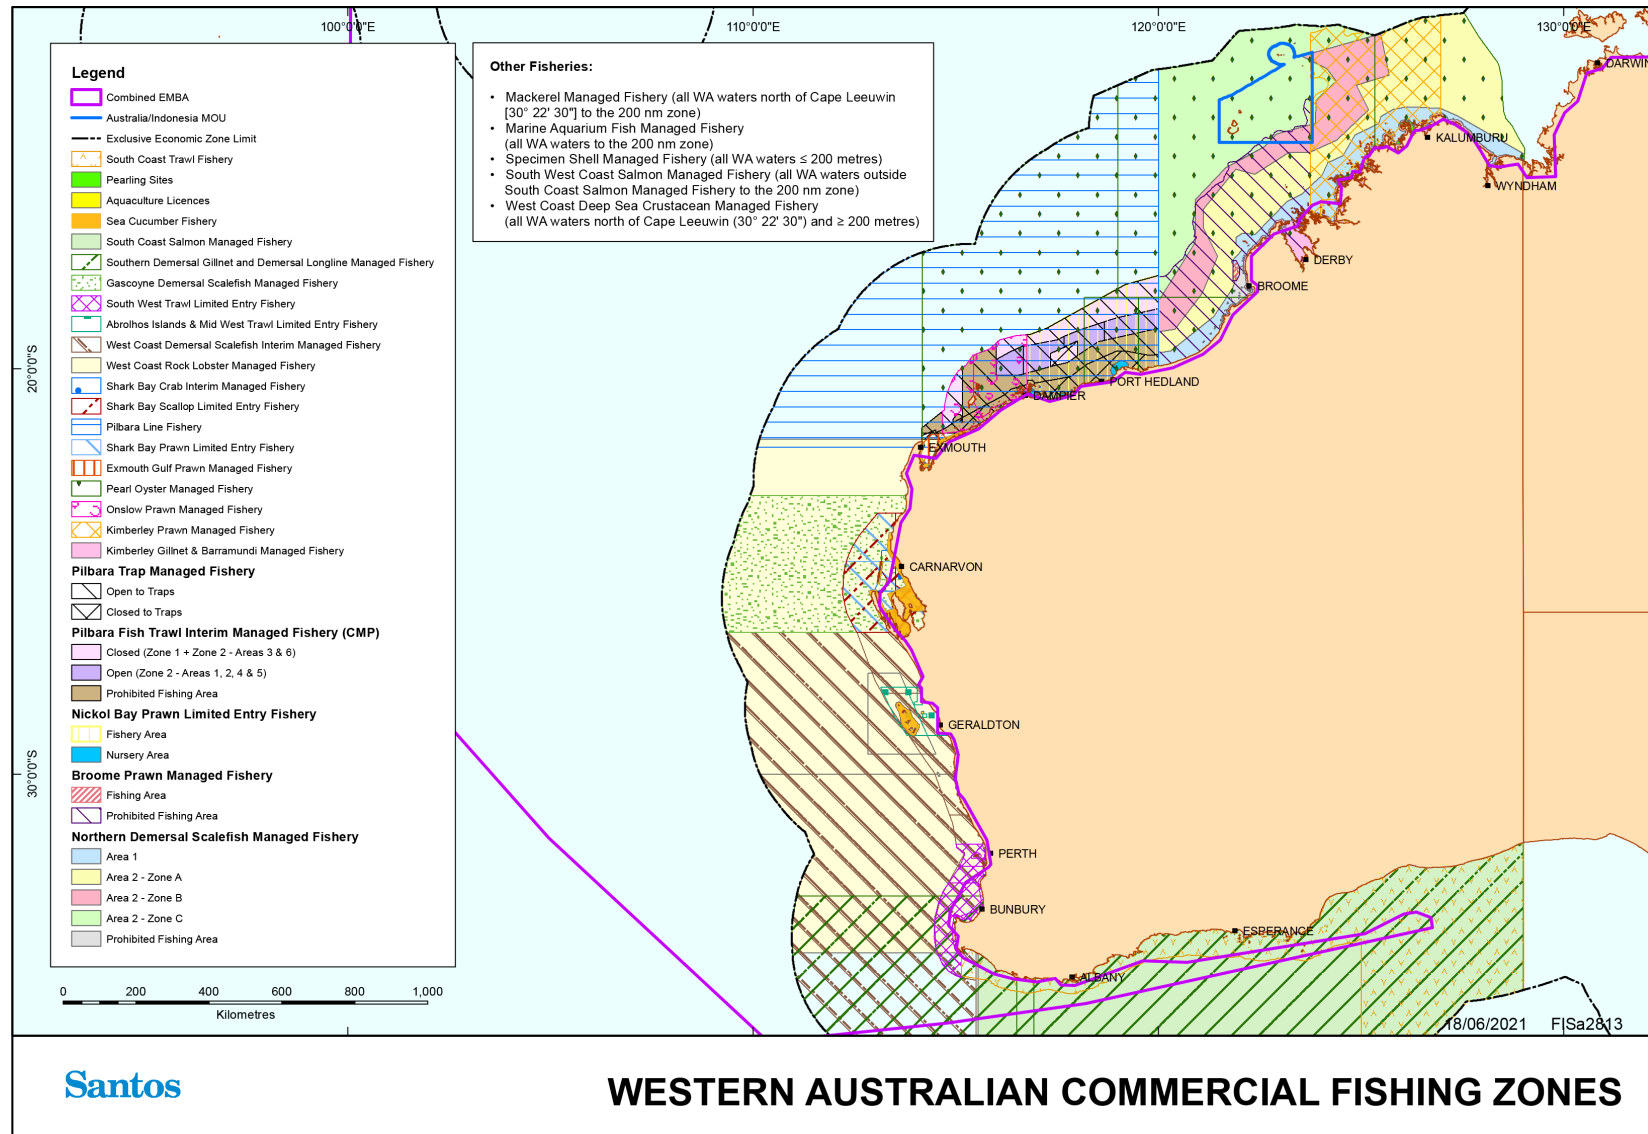 100°0'0"E
110°0'0"E
120°0'0"E
130°0'0"E
20°0'0"S
30°0'0"S
Legend
Combined EMBA
Australia/Indonesia MOU
Exclusive Economic Zone Limit
South Coast Trawl Fishery
Pearling Sites
Aquaculture Licences
Sea Cucumber Fishery
South Coast Salmon Managed Fishery
Southern Demersal Gillnet and Demersal Longline Managed Fishery
Gascoyne Demersal Scalefish Managed Fishery
South West Trawl Limited Entry Fishery
Abrolhos Islands & Mid West Trawl Limited Entry Fishery
West Coast Demersal Scalefish Interim Managed Fishery
West Coast Rock Lobster Managed Fishery
Shark Bay Crab Interim Managed Fishery
Shark Bay Scallop Limited Entry Fishery
Pilbara Line Fishery
Shark Bay Prawn Limited Entry Fishery
Exmouth Gulf Prawn Managed Fishery
Pearl Oyster Managed Fishery
Onslow Prawn Managed Fishery
Kimberley Prawn Managed Fishery
Kimberley Gillnet & Barramundi Managed Fishery
Pilbara Trap Managed Fishery
Open to Traps
Closed to Traps
Pilbara Fish Trawl Interim Managed Fishery (CMP)
Closed (Zone 1 + Zone 2 - Areas 3 & 6)
Open (Zone 2 - Areas 1, 2, 4 & 5)
Prohibited Fishing Area
Nickol Bay Prawn Limited Entry Fishery
Fishery Area
Nursery Area
Broome Prawn Managed Fishery
Fishing Area
Prohibited Fishing Area
Northern Demersal Scalefish Managed Fishery
Area 1
Area 2 - Zone A
Area 2 - Zone B
Area 2 - Zone C
Prohibited Fishing Area
0 200 400 600 800 1,000
Kilometres
Other Fisheries:
• Mackerel Managed Fishery (all WA waters north of Cape Leeuwin
[30° 22' 30"] to the 200 nm zone)
• Marine Aquarium Fish Managed Fishery
(all WA waters to the 200 nm zone)
• Specimen Shell Managed Fishery (all WA waters ≤ 200 metres)
• South West Coast Salmon Managed Fishery (all WA waters outside
South Coast Salmon Managed Fishery to the 200 nm zone)
• West Coast Deep Sea Crustacean Managed Fishery
(all WA waters north of Cape Leeuwin (30° 22' 30") and ≥ 200 metres)
DARWIN
KALUMBURU
WYNDHAM
DERBY
BROOME
PORT HEDLAND
DAMPIER
EXMOUTH
CARNARVON
GERALDTON
PERTH
BUNBURY
ESPERANCE
ALBANY
18/06/2021 FISa2813
Santos
WESTERN AUSTRALIAN COMMERCIAL FISHING ZONES